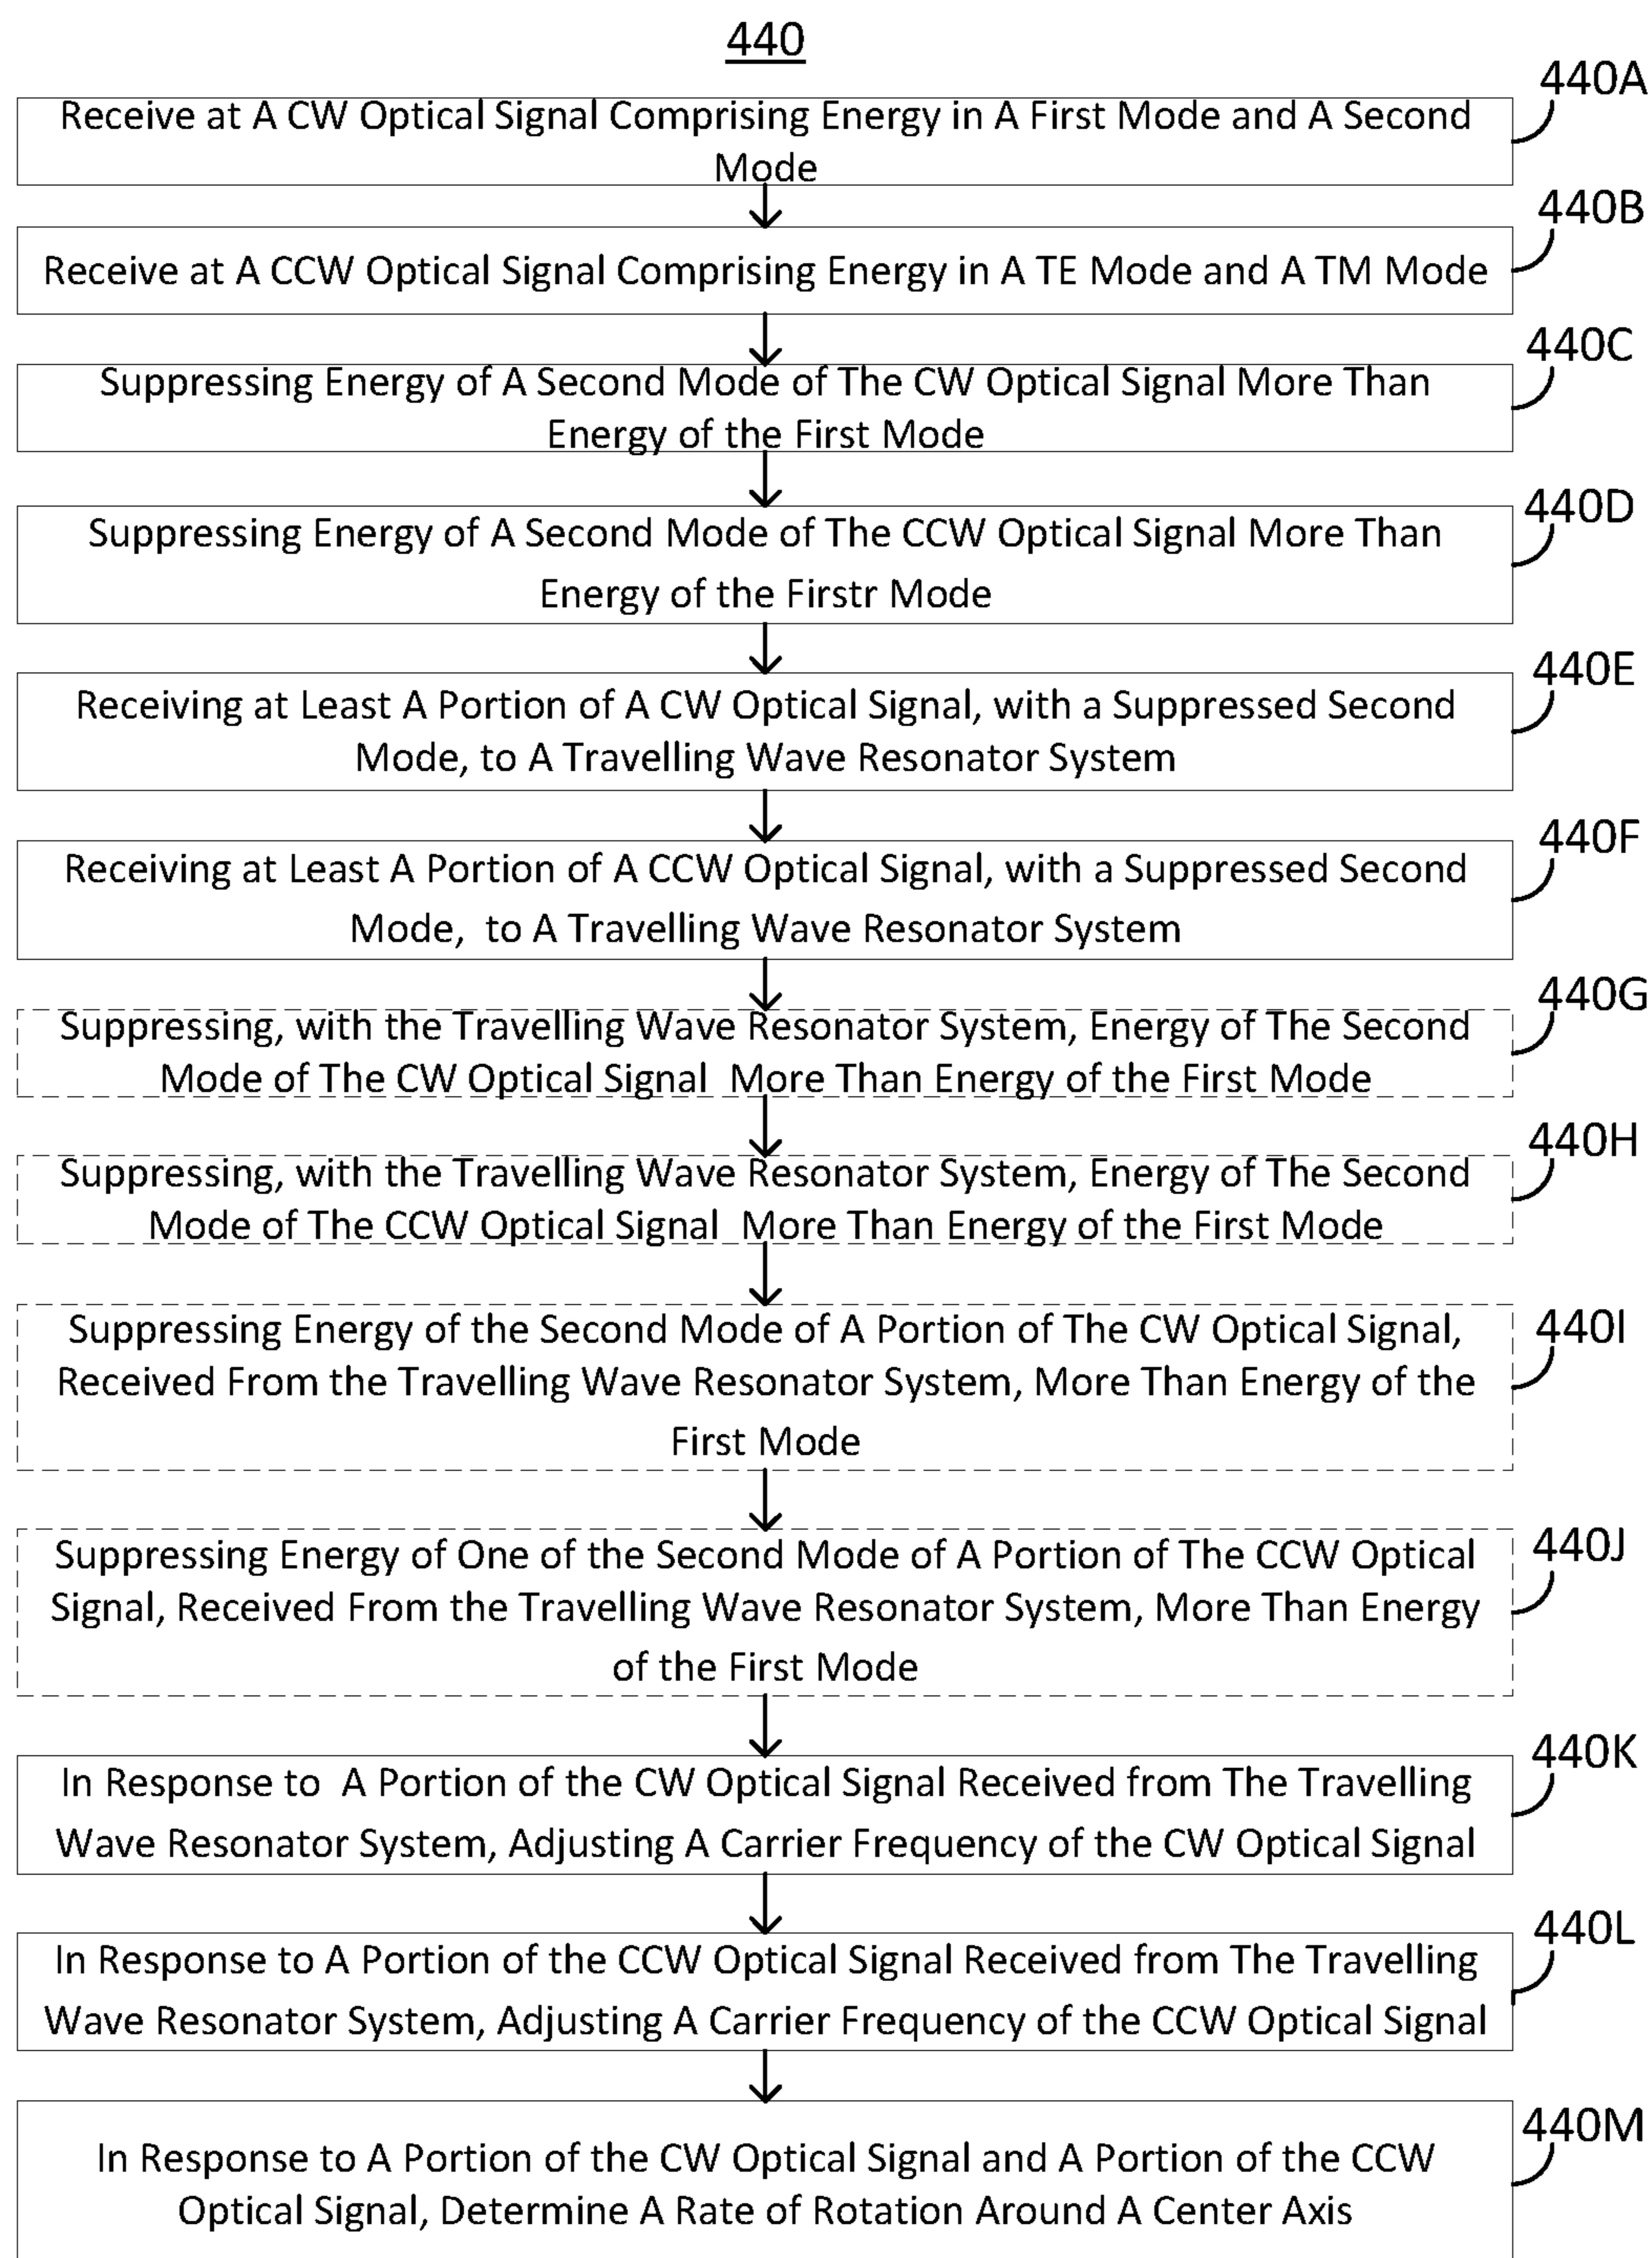 440
440A
Receive at A CW Optical Signal Comprising Energy in A First Mode and A Second
Mode
440B
Receive at A CCW Optical Signal Comprising Energy in A TE Mode and A TM Mode
440C
Suppressing Energy of A Second Mode of The CW Optical Signal More Than
Energy of the First Mode
440D
Suppressing Energy of A Second Mode of The CCW Optical Signal More Than
Energy of the Firstr Mode
440E
Receiving at Least A Portion of A CW Optical Signal, with a Suppressed Second
Mode, to A Travelling Wave Resonator System
440F
Receiving at Least A Portion of A CCW Optical Signal, with a Suppressed Second
Mode, to A Travelling Wave Resonator System
440G
Suppressing, with the Travelling Wave Resonator System, Energy of The Second
Mode of The CW Optical Signal More Than Energy of the First Mode
440H
Suppressing, with the Travelling Wave Resonator System, Energy of The Second
Mode of The CCW Optical Signal More Than Energy of the First Mode
440I
Suppressing Energy of the Second Mode of A Portion of The CW Optical Signal,
Received From the Travelling Wave Resonator System, More Than Energy of the
First Mode
440J
Suppressing Energy of One of the Second Mode of A Portion of The CCW Optical
Signal, Received From the Travelling Wave Resonator System, More Than Energy
of the First Mode
440K
In Response to A Portion of the CW Optical Signal Received from The Travelling
Wave Resonator System, Adjusting A Carrier Frequency of the CW Optical Signal
440L
In Response to A Portion of the CCW Optical Signal Received from The Travelling
Wave Resonator System, Adjusting A Carrier Frequency of the CCW Optical Signal
440M
In Response to A Portion of the CW Optical Signal and A Portion of the CCW
Optical Signal, Determine A Rate of Rotation Around A Center Axis